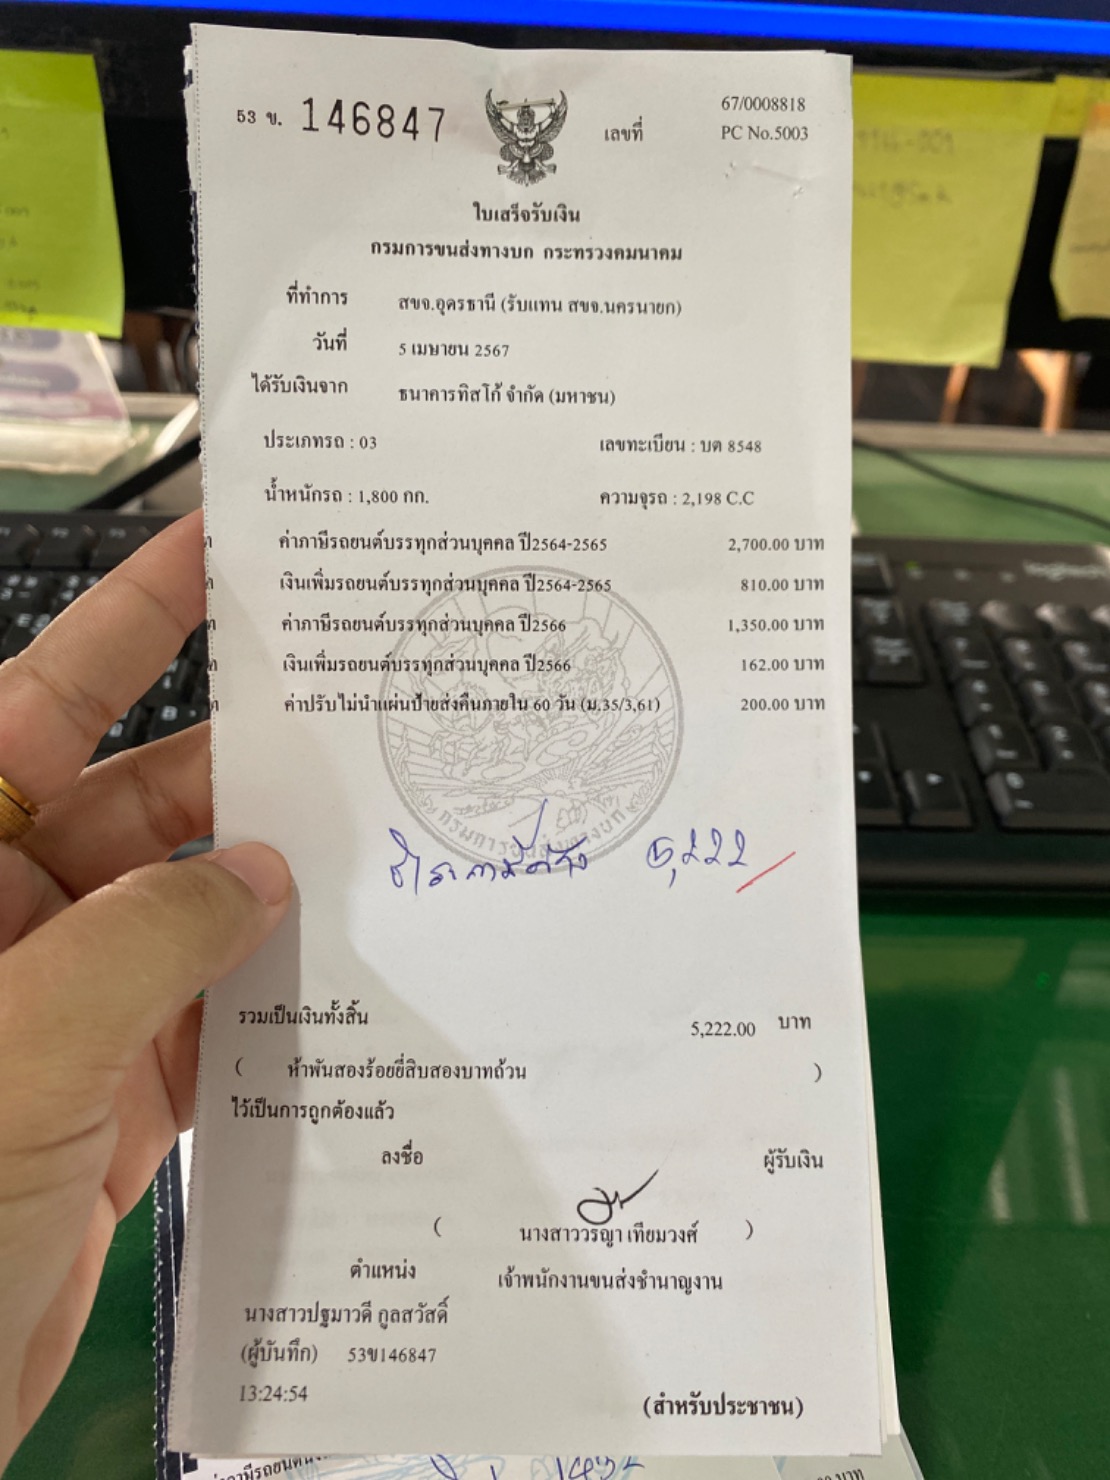 53 ข. 146847
เลขที่ 67/0008818
PC No.5003
ใบเสร็จรับเงิน
กรมการขนส่งทางบก กระทรวงคมนาคม
ที่ทำการ สขจ.อุดรธานี (รับแทน สขจ.นครนายก)
วันที่ 5 เมษายน 2567
ได้รับเงินจาก ธนาคารทิสโก้ จำกัด (มหาชน)
ประเภทรถ : 03 เลขทะเบียน : บต 8548
น้ำหนักรถ : 1,800 กก. ความจุรถ : 2,198 C.C
ค่าภาษีรถยนต์บรรทุกส่วนบุคคล ปี2564-2565 2,700.00 บาท
เงินเพิ่มรถยนต์บรรทุกส่วนบุคคล ปี2564-2565 810.00 บาท
ค่าภาษีรถยนต์บรรทุกส่วนบุคคล ปี2566 1,350.00 บาท
เงินเพิ่มรถยนต์บรรทุกส่วนบุคคล ปี2566 162.00 บาท
ค่าปรับไม่นำแผ่นป้ายส่งคืนภายใน 60 วัน (ม.35/3,61) 200.00 บาท
กรมการขนส่งทางบก
5,222
รวมเป็นเงินทั้งสิ้น 5,222.00 บาท
( ห้าพันสองร้อยยี่สิบสองบาทถ้วน )
ไว้เป็นการถูกต้องแล้ว
ลงชื่อ ผู้รับเงิน
( นางสาววรญา เทียมวงศ์ )
ตำแหน่ง เจ้าพนักงานขนส่งชำนาญงาน
นางสาวปฐมาวดี กูลสวัสดิ์
(ผู้บันทึก) 53ข146847
13:24:54
(สำหรับประชาชน)
logitech